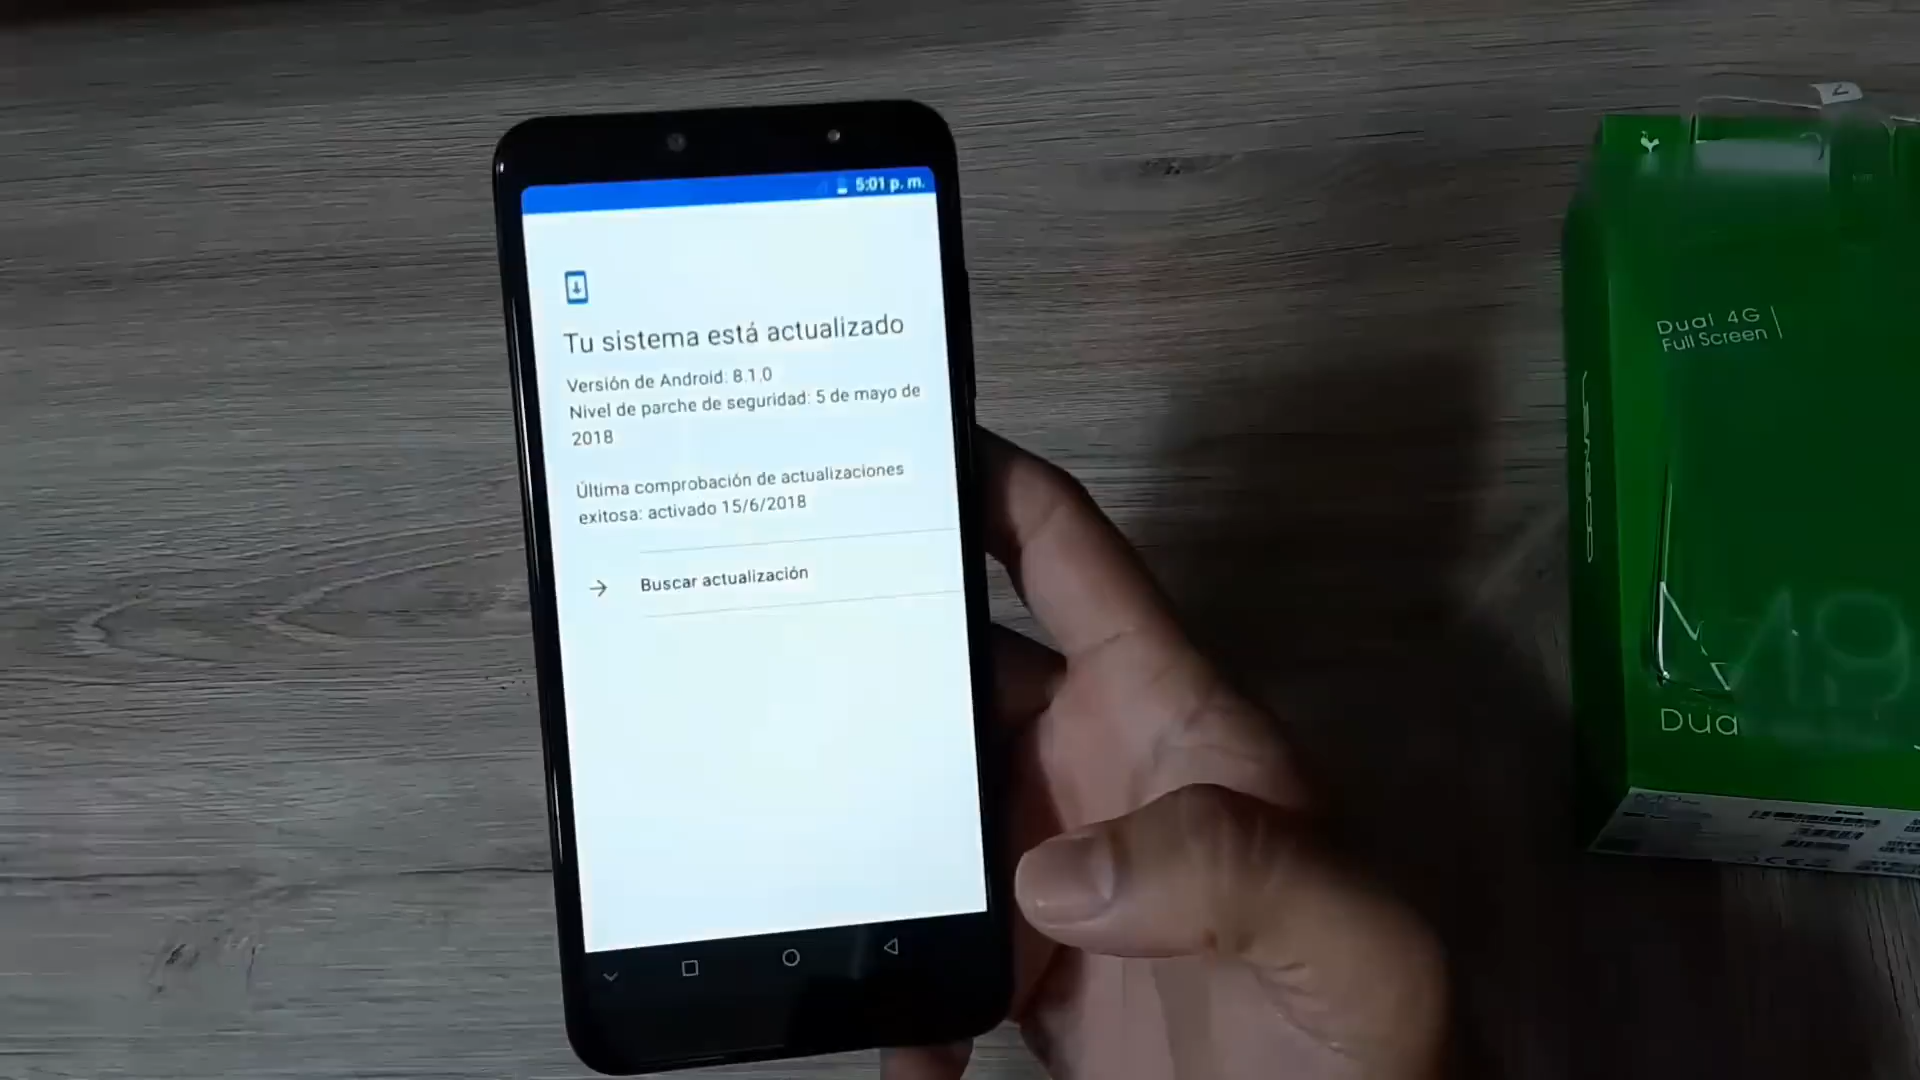 5:01 p. m.
Tu sistema está actualizado
Versión de Android: 8.1.0
Nivel de parche de seguridad: 5 de mayo de
2018
Última comprobación de actualizaciones
exitosa: activado 15/6/2018
Buscar actualización
Dual 4G
Full Screen
Dua